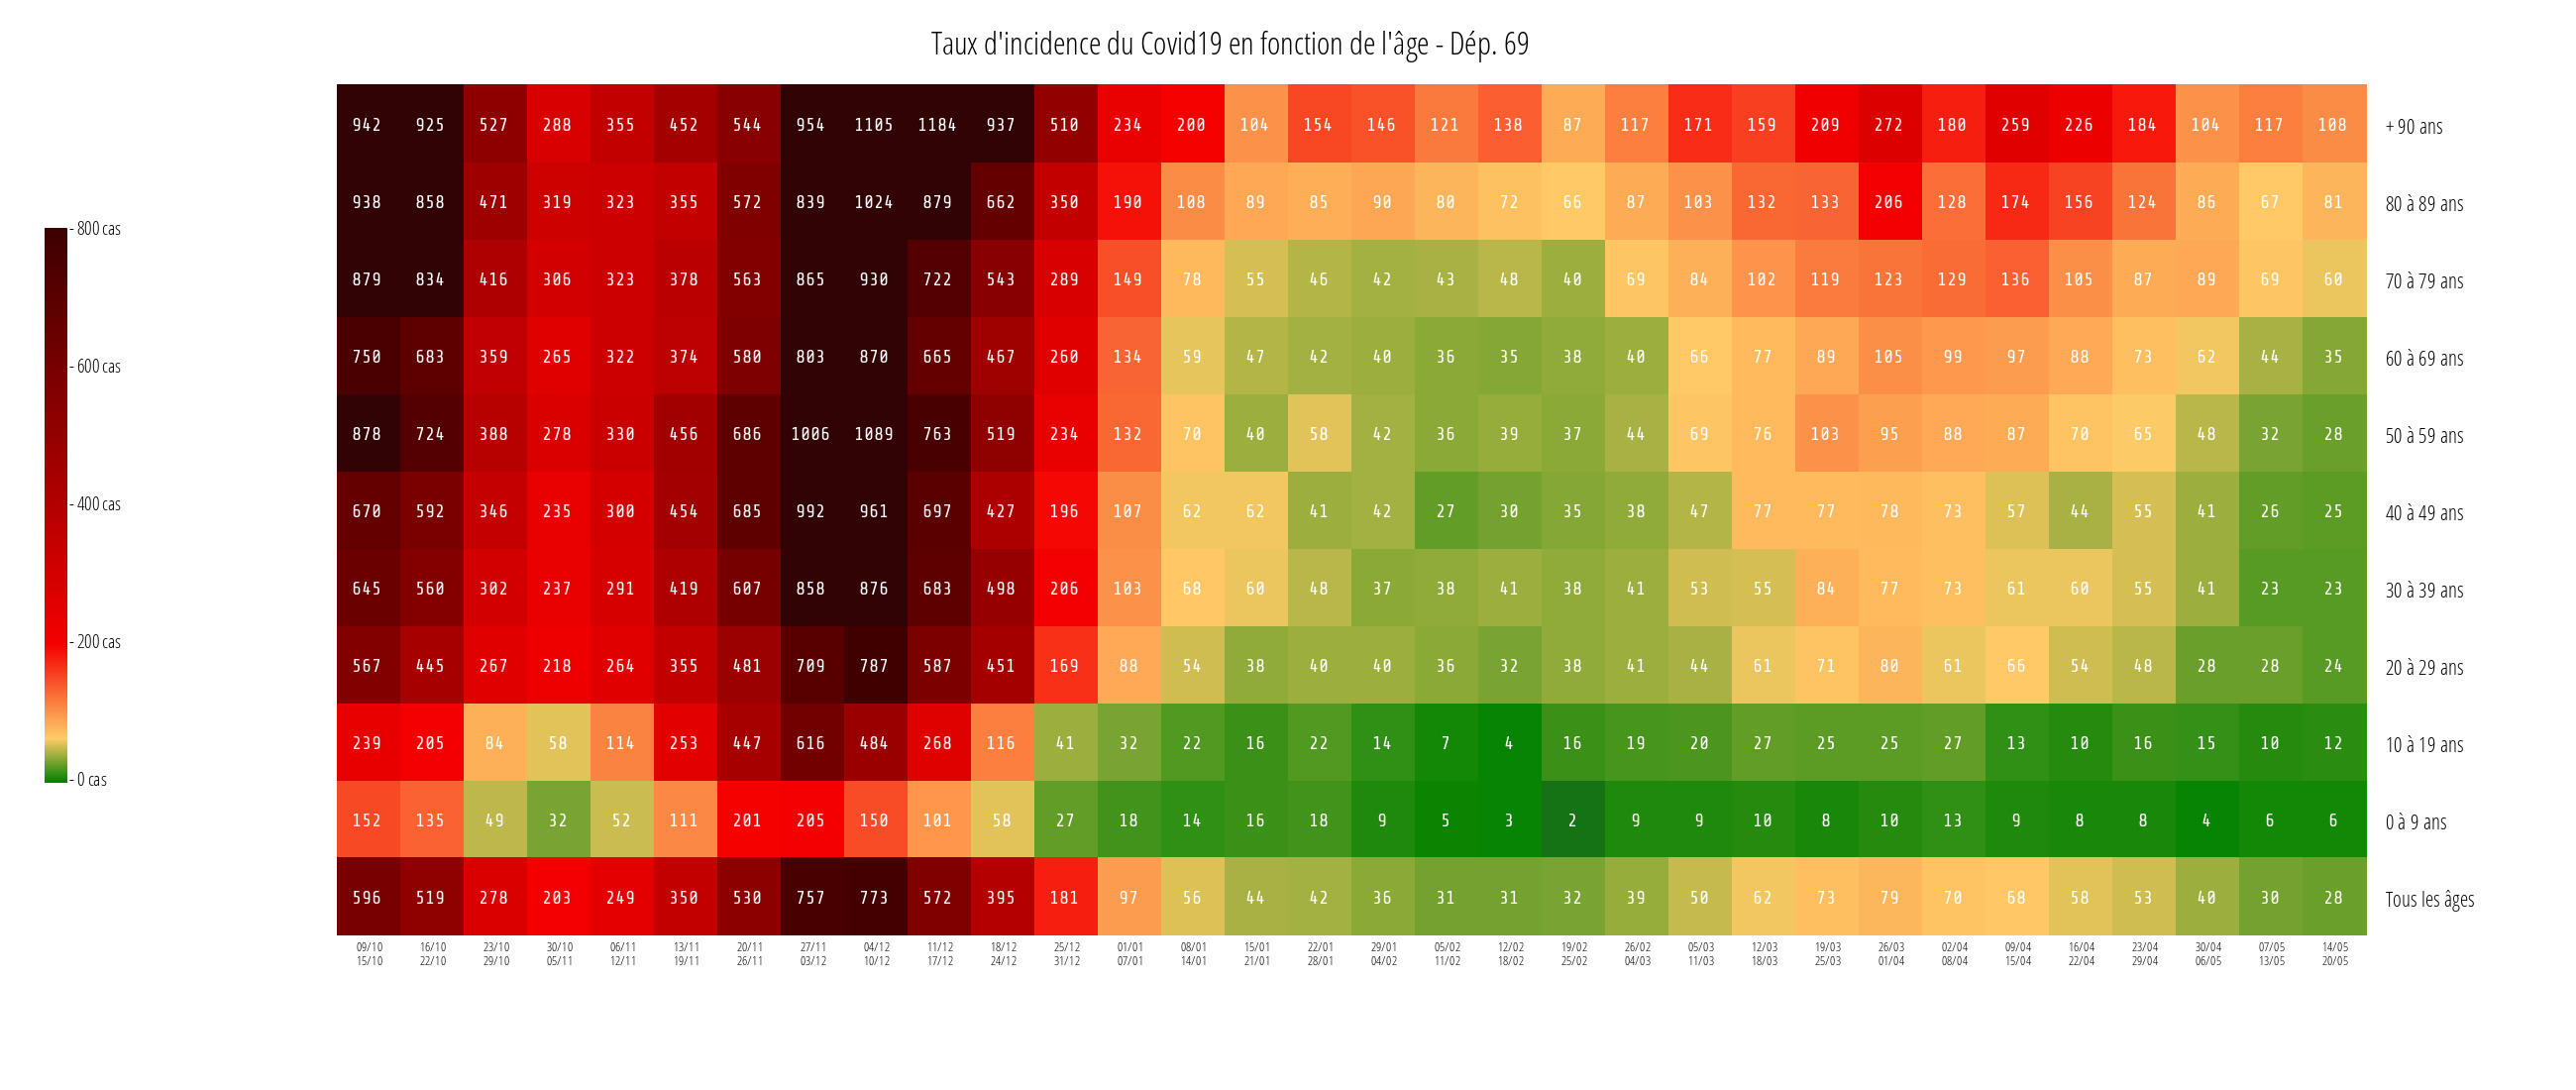 Taux d'incidence du Covid19 en fonction de l'âge - Dép. 69
- 800 cas
- 600 cas
- 400 cas
- 200 cas
- 0 cas
942 925 527 288 355 452 544 954 1105 1184 937 510 234 200 104 154 146 121 138 87 117 171 159 209 272 180 259 226 184 104 117 108 + 90 ans
938 858 471 319 323 355 572 839 1024 879 662 350 190 108 89 85 90 80 72 66 87 103 132 133 206 128 174 156 124 86 67 81 80 à 89 ans
879 834 416 306 323 378 563 865 930 722 543 289 149 78 55 46 42 43 48 40 69 84 102 119 123 129 136 105 87 89 69 60 70 à 79 ans
750 683 359 265 322 374 580 803 870 665 467 260 134 59 47 42 40 36 35 38 40 66 77 89 105 99 97 88 73 62 44 35 60 à 69 ans
878 724 388 278 330 456 686 1006 1089 763 519 234 132 70 40 58 42 36 39 37 44 69 76 103 95 88 87 70 65 48 32 28 50 à 59 ans
670 592 346 235 300 454 685 992 961 697 427 196 107 62 62 41 42 27 30 35 38 47 77 77 78 73 57 44 55 41 26 25 40 à 49 ans
645 560 302 237 291 419 607 858 876 683 498 206 103 68 60 48 37 38 41 38 41 53 55 84 77 73 61 60 55 41 23 23 30 à 39 ans
567 445 267 218 264 355 481 709 787 587 451 169 88 54 38 40 40 36 32 38 41 44 61 71 80 61 66 54 48 28 28 24 20 à 29 ans
239 205 84 58 114 253 447 616 484 268 116 41 32 22 16 22 14 7 4 16 19 20 27 25 25 27 13 10 16 15 10 12 10 à 19 ans
152 135 49 32 52 111 201 205 150 101 58 27 18 14 16 18 9 5 3 2 9 9 10 8 10 13 9 8 8 4 6 6 0 à 9 ans
596 519 278 203 249 350 530 757 773 572 395 181 97 56 44 42 36 31 31 32 39 50 62 73 79 70 68 58 53 40 30 28 Tous les âges
09/10 16/10 23/10 30/10 06/11 13/11 20/11 27/11 04/12 11/12 18/12 25/12 01/01 08/01 15/01 22/01 29/01 05/02 12/02 19/02 26/02 05/03 12/03 19/03 26/03 02/04 09/04 16/04 23/04 30/04 07/05 14/05
15/10 22/10 29/10 05/11 12/11 19/11 26/11 03/12 10/12 17/12 24/12 31/12 07/01 14/01 21/01 28/01 04/02 11/02 18/02 25/02 04/03 11/03 18/03 25/03 01/04 08/04 15/04 22/04 29/04 06/05 13/05 20/05